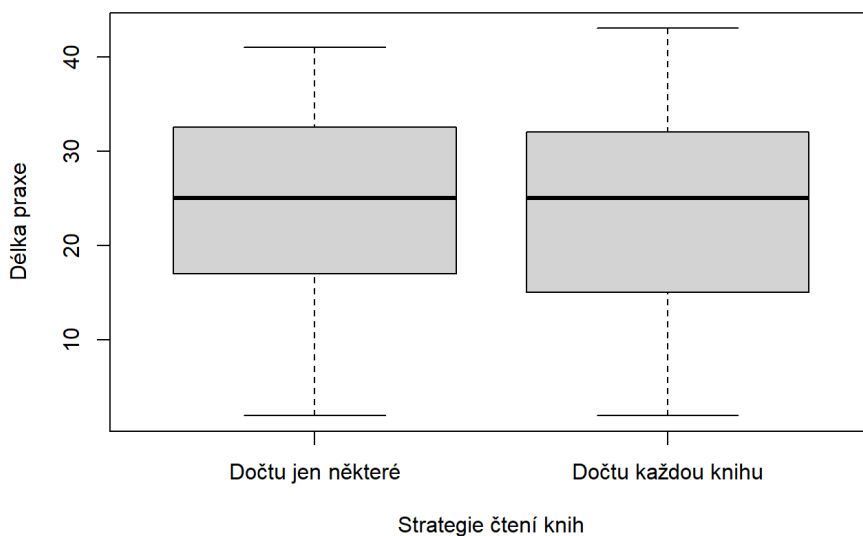 Délka praxe
40
30
20
10
Dočtu jen některé
Dočtu každou knihu
Strategie čtení knih